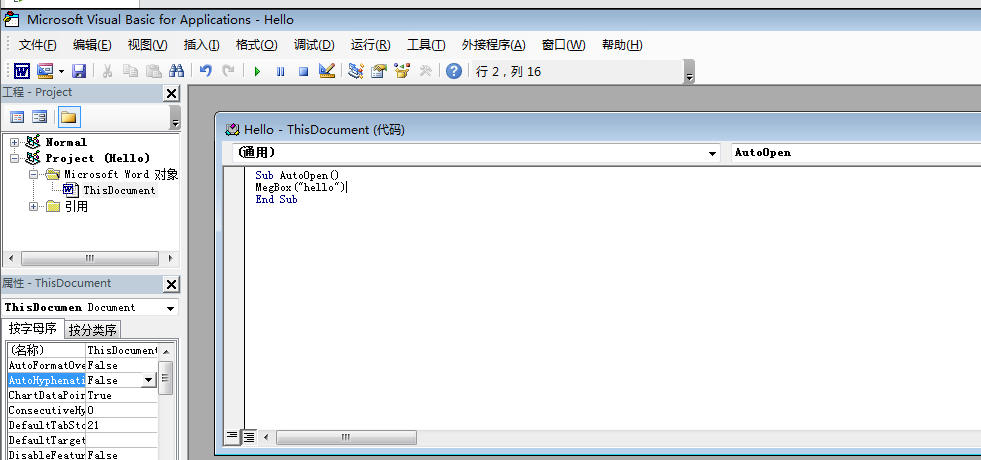 Microsoft Visual Basic for Applications - Hello
文件(F) 编辑(E) 视图(V) 插入(I) 格式(O) 调试(D) 运行(R) 工具(T) 外接程序(A) 窗口(W) 帮助(H)
行 2，列 16
工程 - Project
Normal
Project (Hello)
Microsoft Word 对象
ThisDocument
引用
属性 - ThisDocument
ThisDocumen Document
按字母序 按分类序
(名称) ThisDocument
AutoFormatOve False
AutoHyphenati False
ChartDataPoin True
ConsecutiveHy 0
DefaultTabSto 21
DefaultTarget
DisableFeatur False
Hello - ThisDocument (代码)
(通用) AutoOpen
Sub AutoOpen()
MegBox("hello")
End Sub